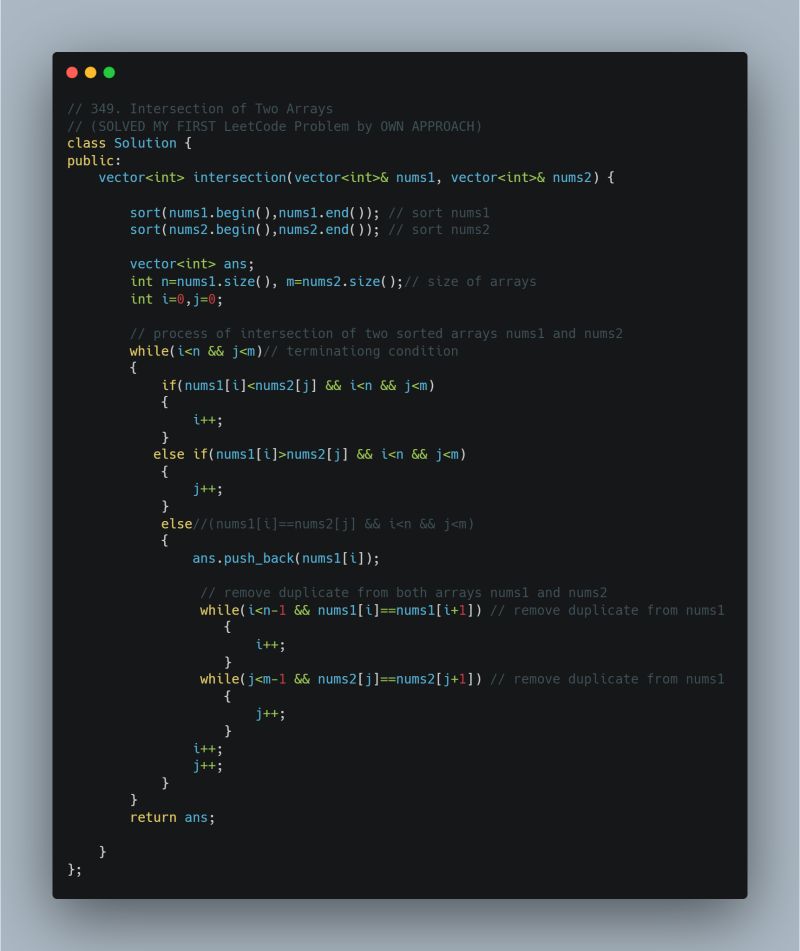 // 349. Intersection of Two Arrays
// (SOLVED MY FIRST LeetCode Problem by OWN APPROACH)
class Solution {
public:
    vector<int> intersection(vector<int>& nums1, vector<int>& nums2) {

        sort(nums1.begin(),nums1.end()); // sort nums1
        sort(nums2.begin(),nums2.end()); // sort nums2

        vector<int> ans;
        int n=nums1.size(), m=nums2.size();// size of arrays
        int i=0,j=0;

        // process of intersection of two sorted arrays nums1 and nums2
        while(i<n && j<m)// terminationg condition
        {
            if(nums1[i]<nums2[j] && i<n && j<m)
            {
                i++;
            }
           else if(nums1[i]>nums2[j] && i<n && j<m)
            {
                j++;
            }
            else//(nums1[i]==nums2[j] && i<n && j<m)
            {
                ans.push_back(nums1[i]);

                 // remove duplicate from both arrays nums1 and nums2
                 while(i<n-1 && nums1[i]==nums1[i+1]) // remove duplicate from nums1
                    {
                        i++;
                    }
                 while(j<m-1 && nums2[j]==nums2[j+1]) // remove duplicate from nums1
                    {
                        j++;
                    }
                i++;
                j++;
            }
        }
        return ans;

    }
};